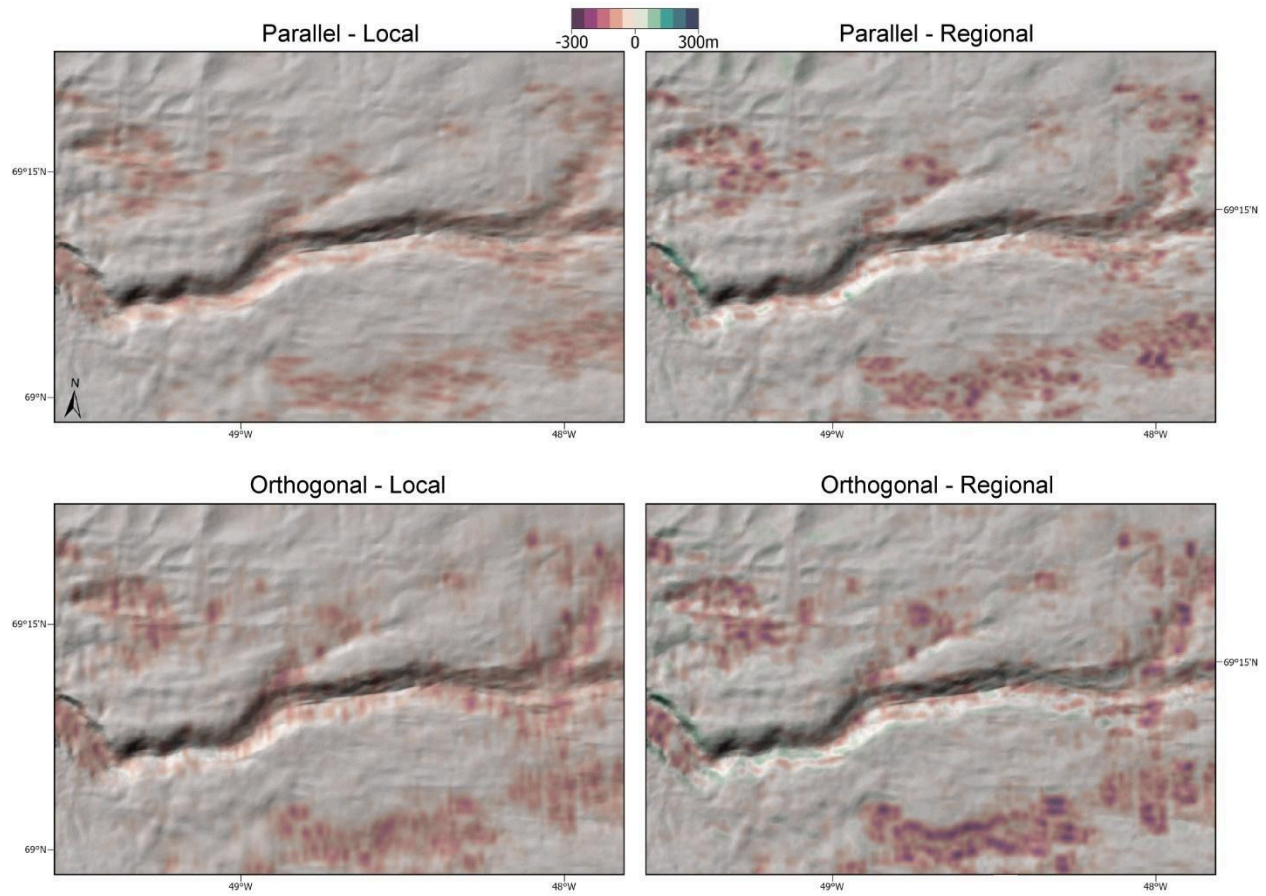 Parallel - Local
Parallel - Regional
-300 0 300m
69°15'N
69°15'N
N
69°N
49°W
48°W
49°W
48°W
Orthogonal - Local
Orthogonal - Regional
69°15'N
69°15'N
69°N
49°W
48°W
49°W
48°W